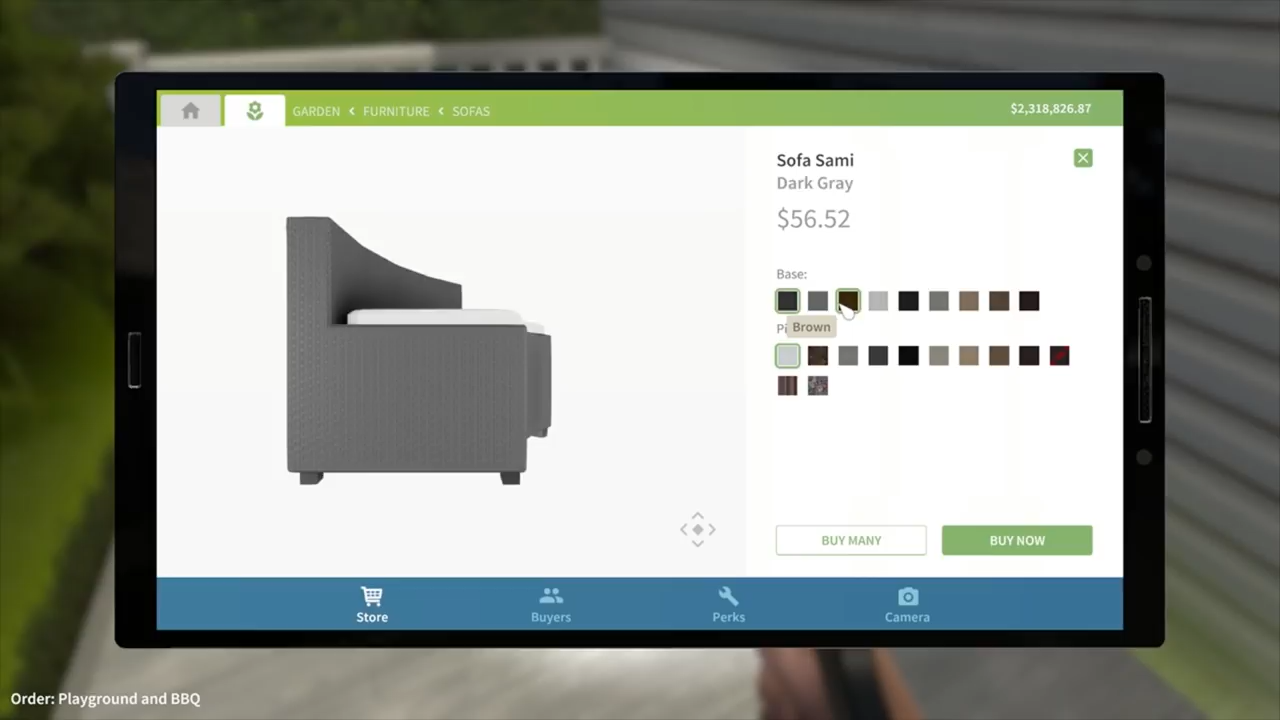 GARDEN < FURNITURE < SOFAS
$2,318,826.87
Sofa Sami
Dark Gray
$56.52
Base:
Brown
BUY MANY
BUY NOW
Store
Buyers
Perks
Camera
Order: Playground and BBQ